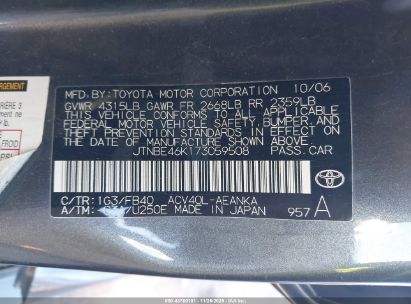 MFD. BY: TOYOTA MOTOR CORPORATION 10/06
GVWR 4315LB GAWR FR 2668LB RR 2359LB
THIS VEHICLE CONFORMS TO ALL APPLICABLE
FEDERAL MOTOR VEHICLE SAFETY, BUMPER, AND
THEFT PREVENTION STANDARDS IN EFFECT ON
THE DATE OF MANUFACTURE SHOWN ABOVE.
JTNBE46K173059508 PASS. CAR
C/TR: 1G3/FB40 ACV40L-AEANKA
A/TM: U250E MADE IN JAPAN 957 A
TOYOTA